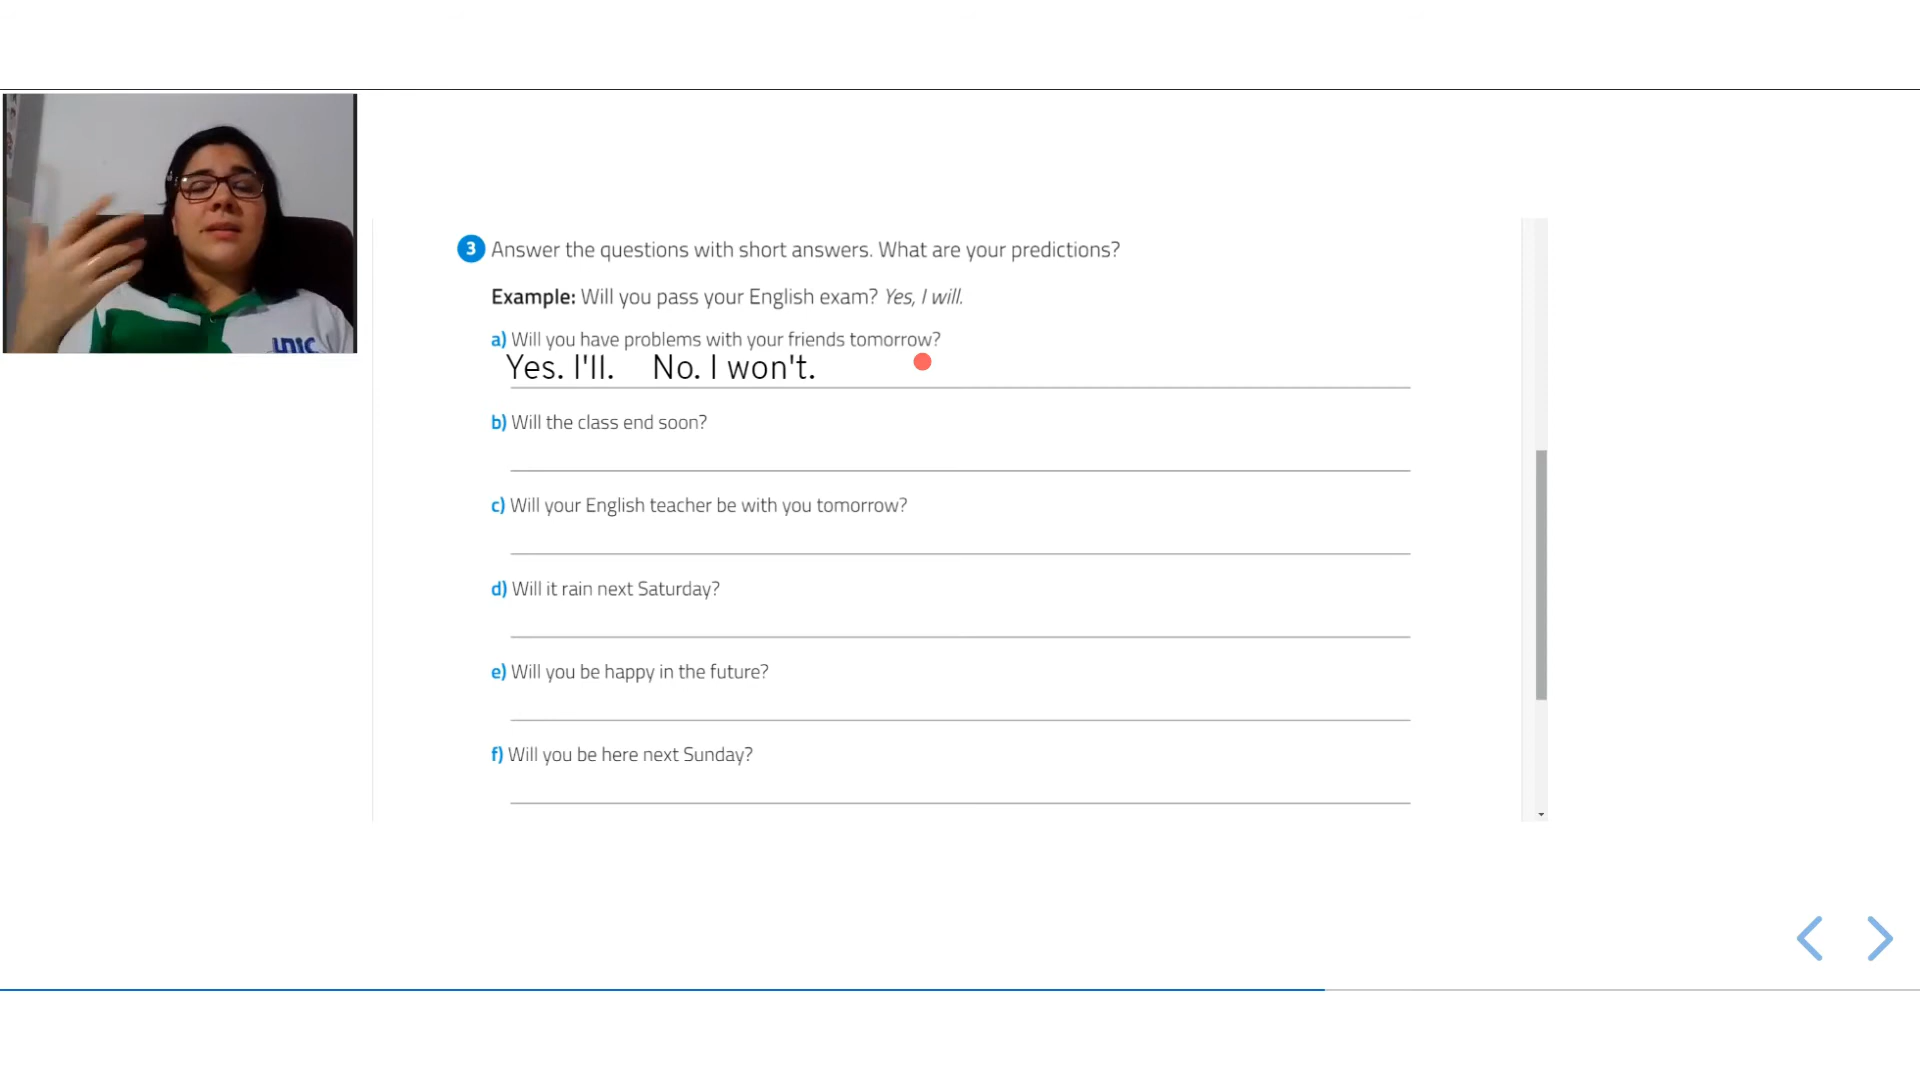 3 Answer the questions with short answers. What are your predictions?
Example: Will you pass your English exam? Yes, I will.
a) Will you have problems with your friends tomorrow?
Yes. I'll. No. I won't.
b) Will the class end soon?
c) Will your English teacher be with you tomorrow?
d) Will it rain next Saturday?
e) Will you be happy in the future?
f) Will you be here next Sunday?